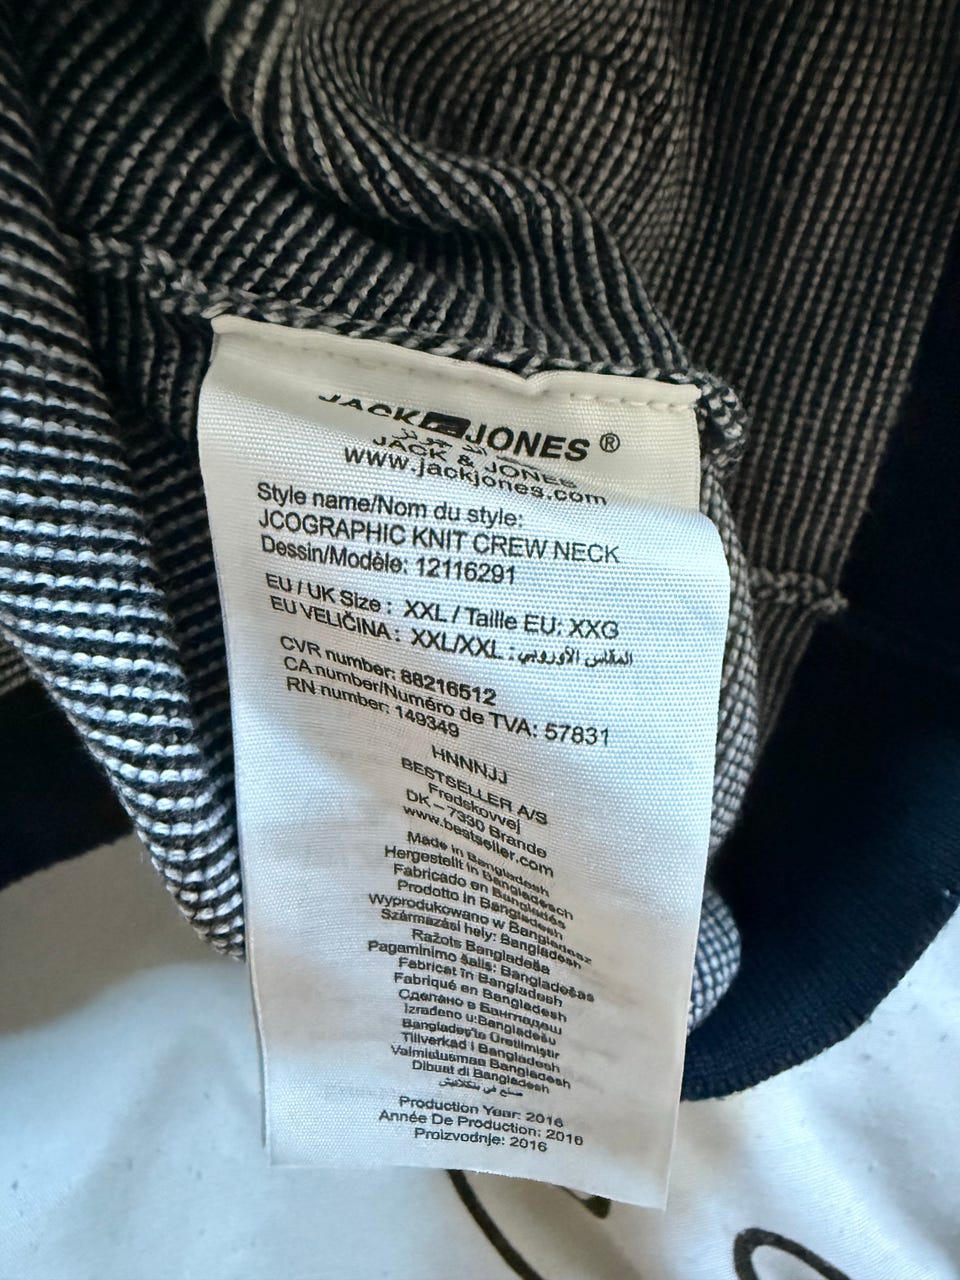 JACK JONES ®
JACK & JONES
www.jackjones.com
Style name/Nom du style:
JCOGRAPHIC KNIT CREW NECK
Dessin/Modèle: 12116291
EU / UK Size : XXL / Taille EU: XXG
EU VELIČINA : XXL/XXL : المقاس الأوروبي
CVR number: 88216512
CA number/Numéro de TVA: 57831
RN number: 149349
HNNNJJ
BESTSELLER A/S
Fredskovvej
DK - 7330 Brande
www.bestseller.com
Made in Bangladesh
Hergestellt in Bangladesch
Fabricado en Bangladés
Prodotto in Bangladesh
Wyprodukowano w Bangladesz
Származási hely: Bangladesh
Ražots Bangladeša
Pagaminimo šalis: Bangladešas
Fabricat în Bangladesh
Fabriqué en Bangladesh
Сделано в Бангладеш
Izrađeno u:Bangladešu
Bangladeş'te Üretilmiştir
Tillverkad i Bangladesh
Valmistusmaa Bangladesh
Dibuat di Bangladesh
صنع في بنگلاديش
Production Year: 2016
Année De Production: 2016
Proizvodnje: 2016